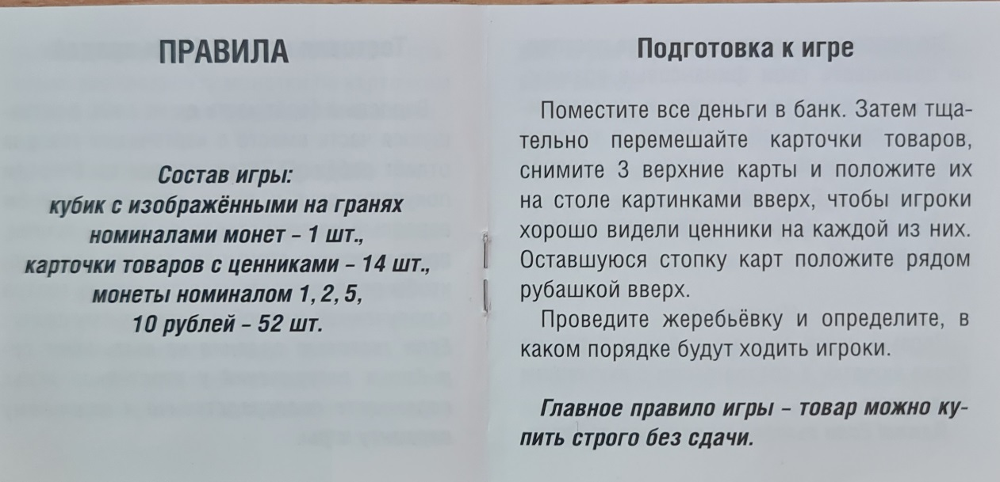 ПРАВИЛА
Состав игры:
кубик с изображёнными на гранях
номиналами монет – 1 шт.,
карточки товаров с ценниками – 14 шт.,
монеты номиналом 1, 2, 5,
10 рублей – 52 шт.
Подготовка к игре
Поместите все деньги в банк. Затем тща-
тельно перемешайте карточки товаров,
снимите 3 верхние карты и положите их
на столе картинками вверх, чтобы игроки
хорошо видели ценники на каждой из них.
Оставшуюся стопку карт положите рядом
рубашкой вверх.
Проведите жеребьёвку и определите, в
каком порядке будут ходить игроки.
Главное правило игры – товар можно ку-
пить строго без сдачи.